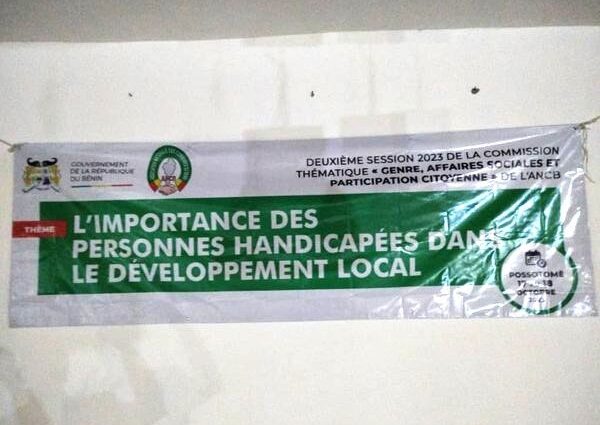 GOUVERNEMENT
DE LA RÉPUBLIQUE
DU BÉNIN
DEUXIÈME SESSION 2023 DE LA COMMISSION
THÉMATIQUE « GENRE, AFFAIRES SOCIALES ET
PARTICIPATION CITOYENNE » DE L'ANCB
THÈME
L'IMPORTANCE DES
PERSONNES HANDICAPÉES DANS
LE DÉVELOPPEMENT LOCAL
POSSOTOMÈ
OCTOBRE